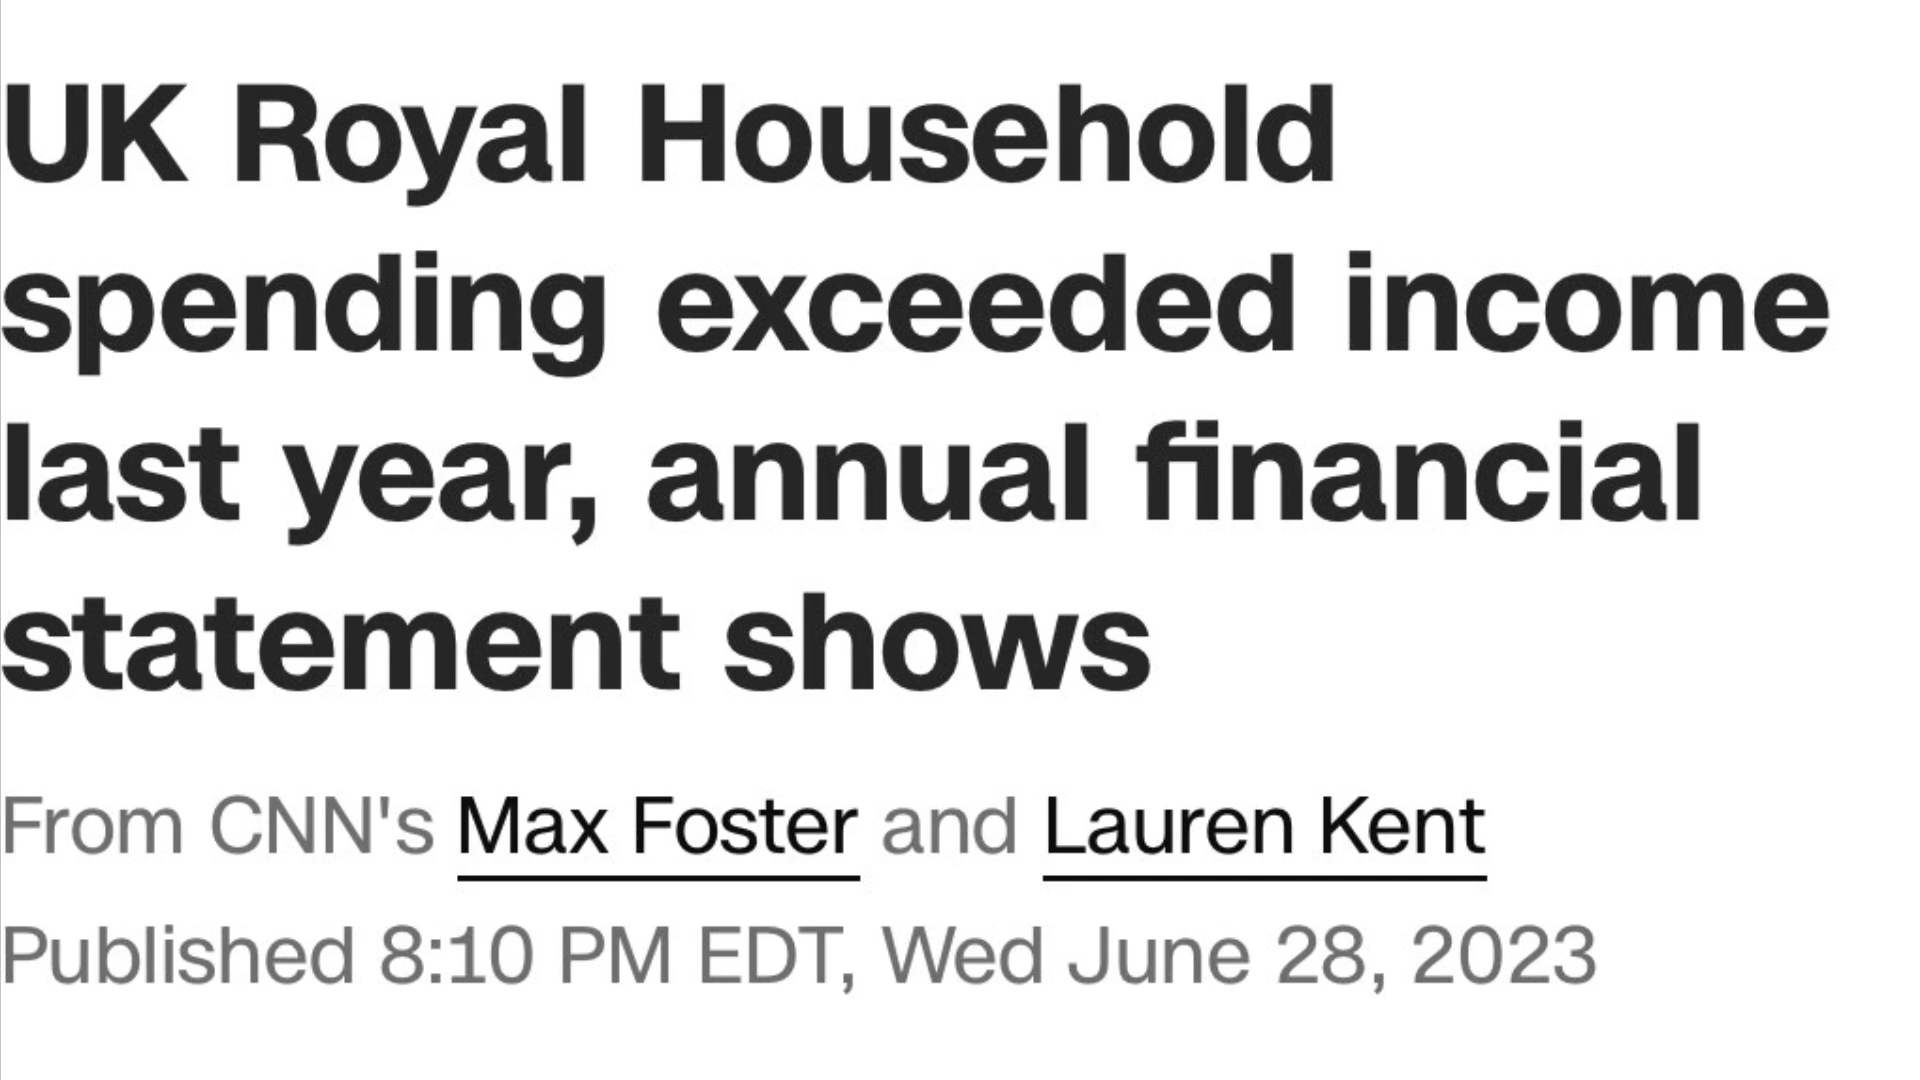 UK Royal Household
spending exceeded income
last year, annual financial
statement shows
From CNN's Max Foster and Lauren Kent
Published 8:10 PM EDT, Wed June 28, 2023